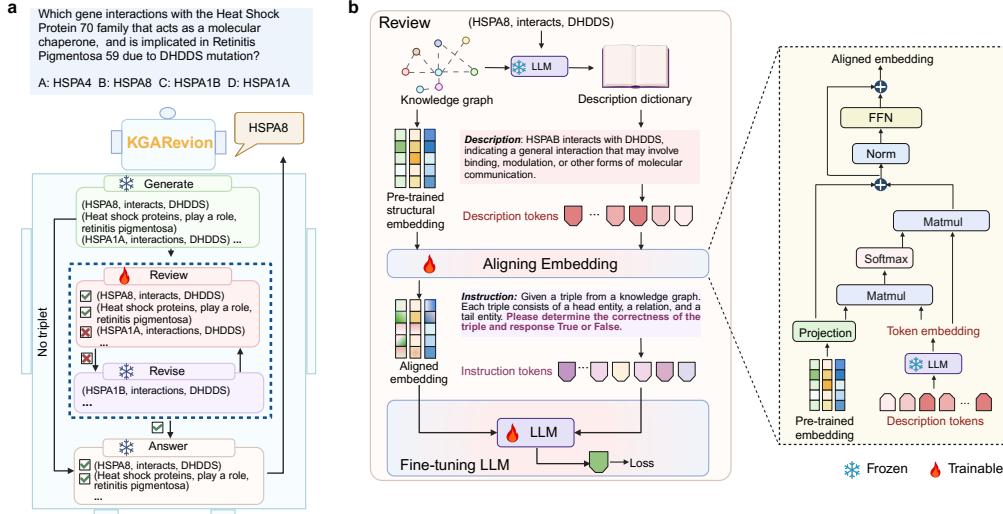 a
Which gene interactions with the Heat Shock
Protein 70 family that acts as a molecular
chaperone, and is implicated in Retinitis
Pigmentosa 59 due to DHDDS mutation?
A: HSPA4 B: HSPA8 C: HSPA1B D: HSPA1A
KGARevion
HSPA8
Generate
(HSPA8, interacts, DHDDS)
(Heat shock proteins, play a role,
retinitis pigmentosa)
(HSPA1A, interactions, DHDDS) ...
No triplet
Review
(HSPA8, interacts, DHDDS)
(Heat shock proteins, play a role,
retinitis pigmentosa)
(HSPA1A, interactions, DHDDS)
...
Revise
(HSPA1B, interactions, DHDDS)
...
Answer
(HSPA8, interacts, DHDDS)
(Heat shock proteins, play a role,
retinitis pigmentosa)
...
b
Review
(HSPA8, interacts, DHDDS)
LLM
Knowledge graph
Description dictionary
Description: HSPAB interacts with DHDDS,
indicating a general interaction that may involve
binding, modulation, or other forms of molecular
communication.
Pre-trained
structural
embedding
Description tokens
...
Aligning Embedding
Instruction: Given a triple from a knowledge graph.
Each triple consists of a head entity, a relation, and a
tail entity. Please determine the correctness of the
triple and response True or False.
Aligned
embedding
Instruction tokens
...
LLM
Fine-tuning LLM
Loss
Aligned embedding
FFN
Norm
Matmul
Softmax
Matmul
Projection
Token embedding
LLM
Pre-trained
embedding
...
Description tokens
Frozen
Trainable